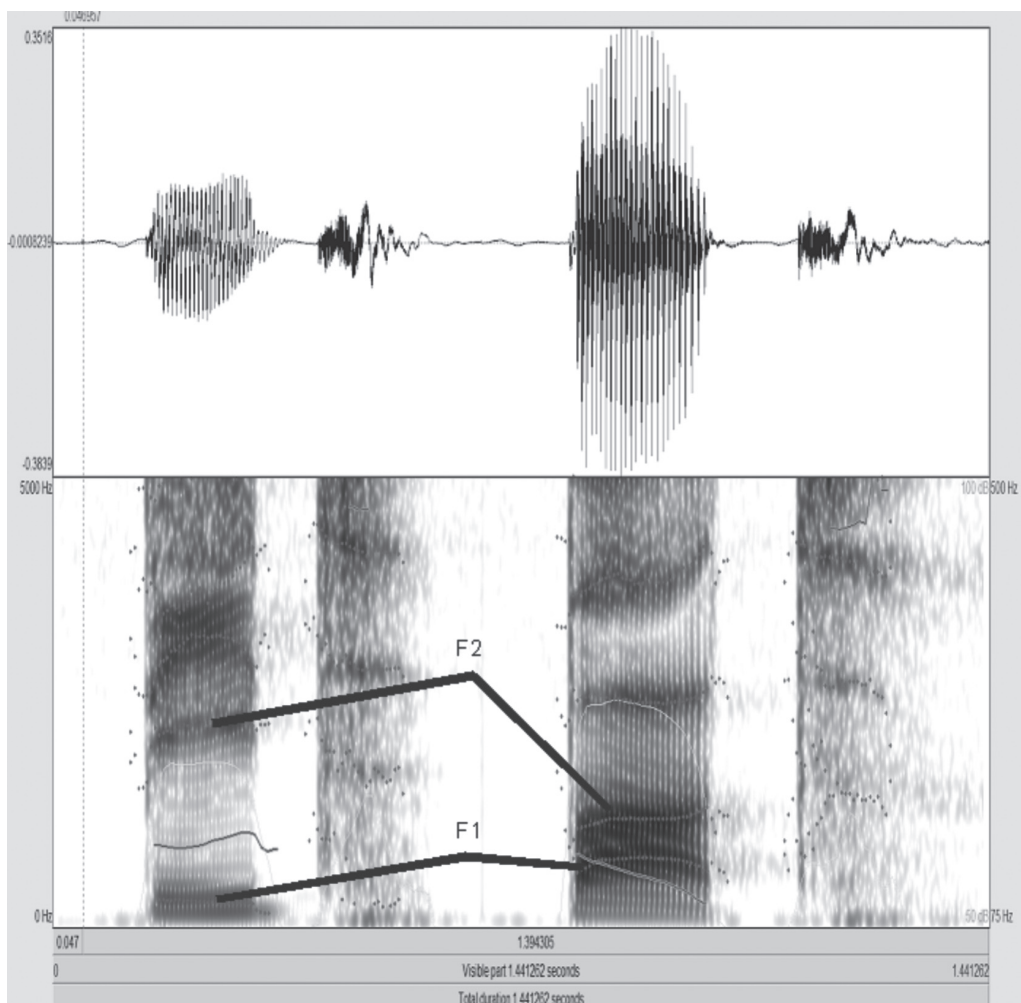 0.046957
0.3516
-0.0008239
-0.3839
5000 Hz
100 dB 500 Hz
F2
F1
0 Hz
50 dB 75 Hz
0.047
1.394305
0
Visible part 1.441262 seconds
1.441262
Total duration 1.441262 seconds